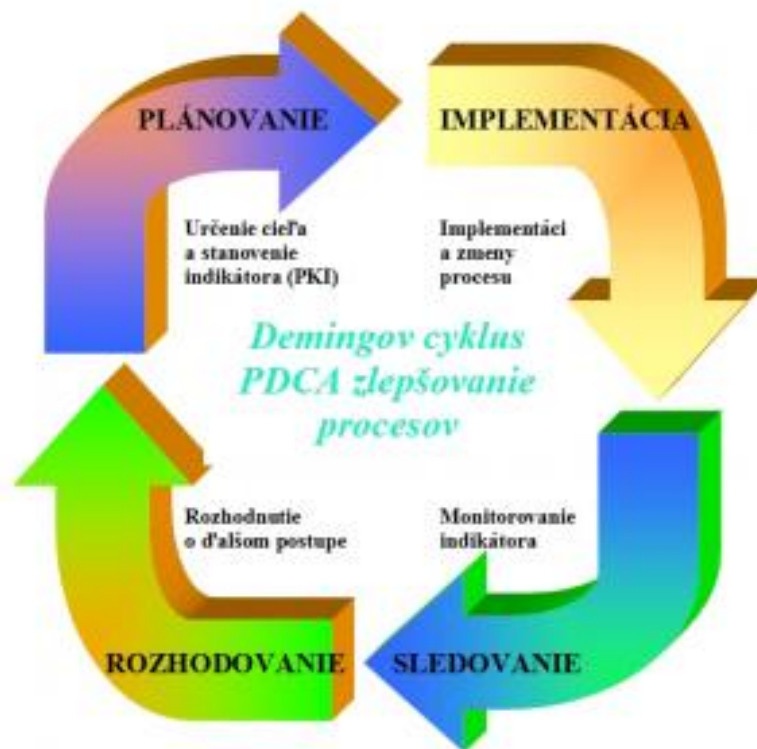 PLÁNOVANIE
IMPLEMENTÁCIA
Určenie cieľa
a stanovenie
indikátora (PKI)
Implementáci
a zmeny
procesu
Demingov cyklus
PDCA zlepšovanie
procesov
Rozhodnutie
o ďalšom postupe
Monitorovanie
indikátora
ROZHODOVANIE
SLEDOVANIE